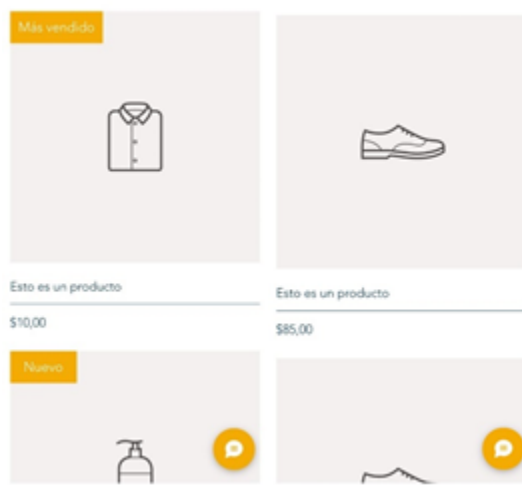 Más vendido
Esto es un producto
$10,00
Esto es un producto
$85,00
Nuevo